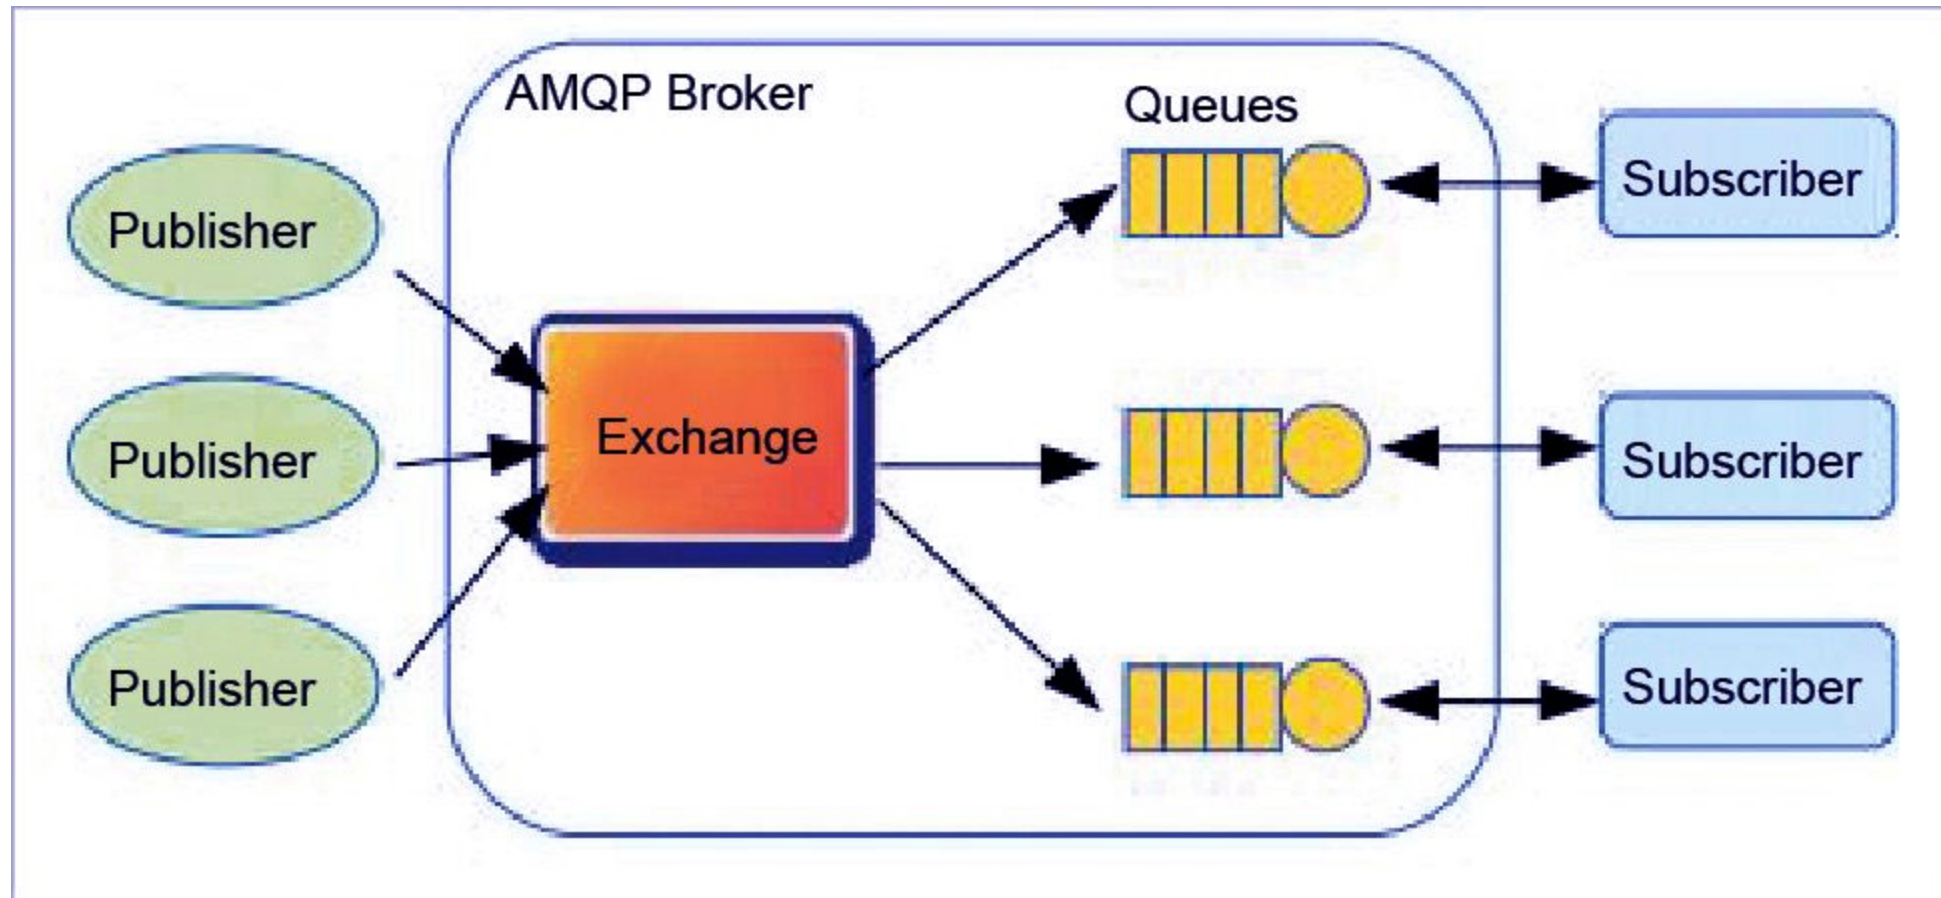 AMQP Broker
Queues
Publisher
Subscriber
Exchange
Publisher
Subscriber
Publisher
Subscriber